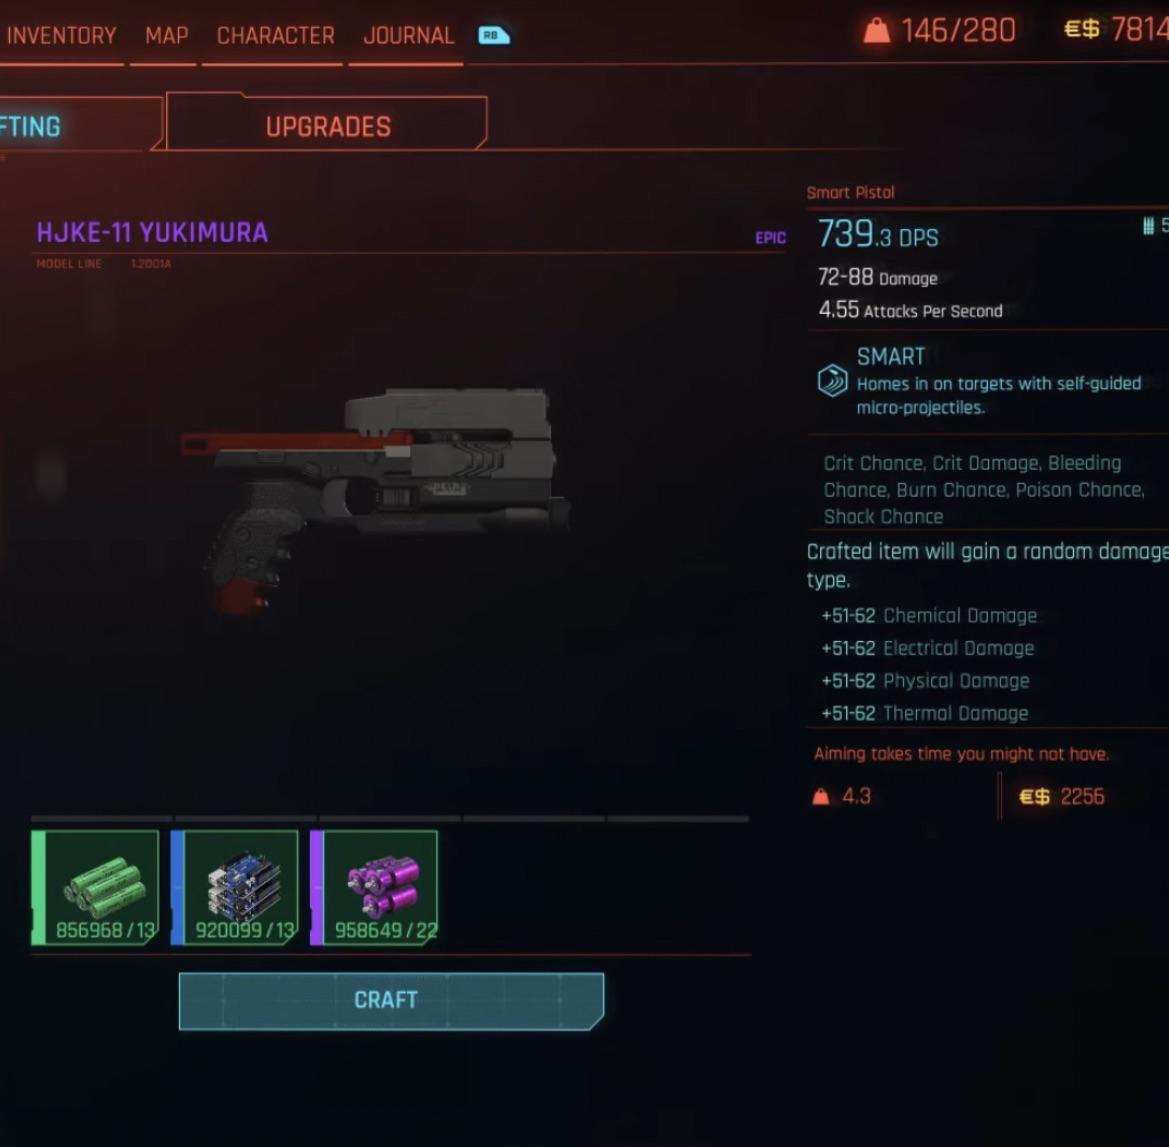 INVENTORY MAP CHARACTER JOURNAL RB 146/280 €$ 7814
FTING UPGRADES
Smart Pistol
HJKE-11 YUKIMURA EPIC
739.3 DPS 5
MODEL LINE 1.2001A
72-88 Damage
4.55 Attacks Per Second
SMART
Homes in on targets with self-guided
micro-projectiles.
Crit Chance, Crit Damage, Bleeding
Chance, Burn Chance, Poison Chance,
Shock Chance
Crafted item will gain a random damage
type.
+51-62 Chemical Damage
+51-62 Electrical Damage
+51-62 Physical Damage
+51-62 Thermal Damage
Aiming takes time you might not have.
4.3 €$ 2256
856968/13 920099/13 958649/22
CRAFT